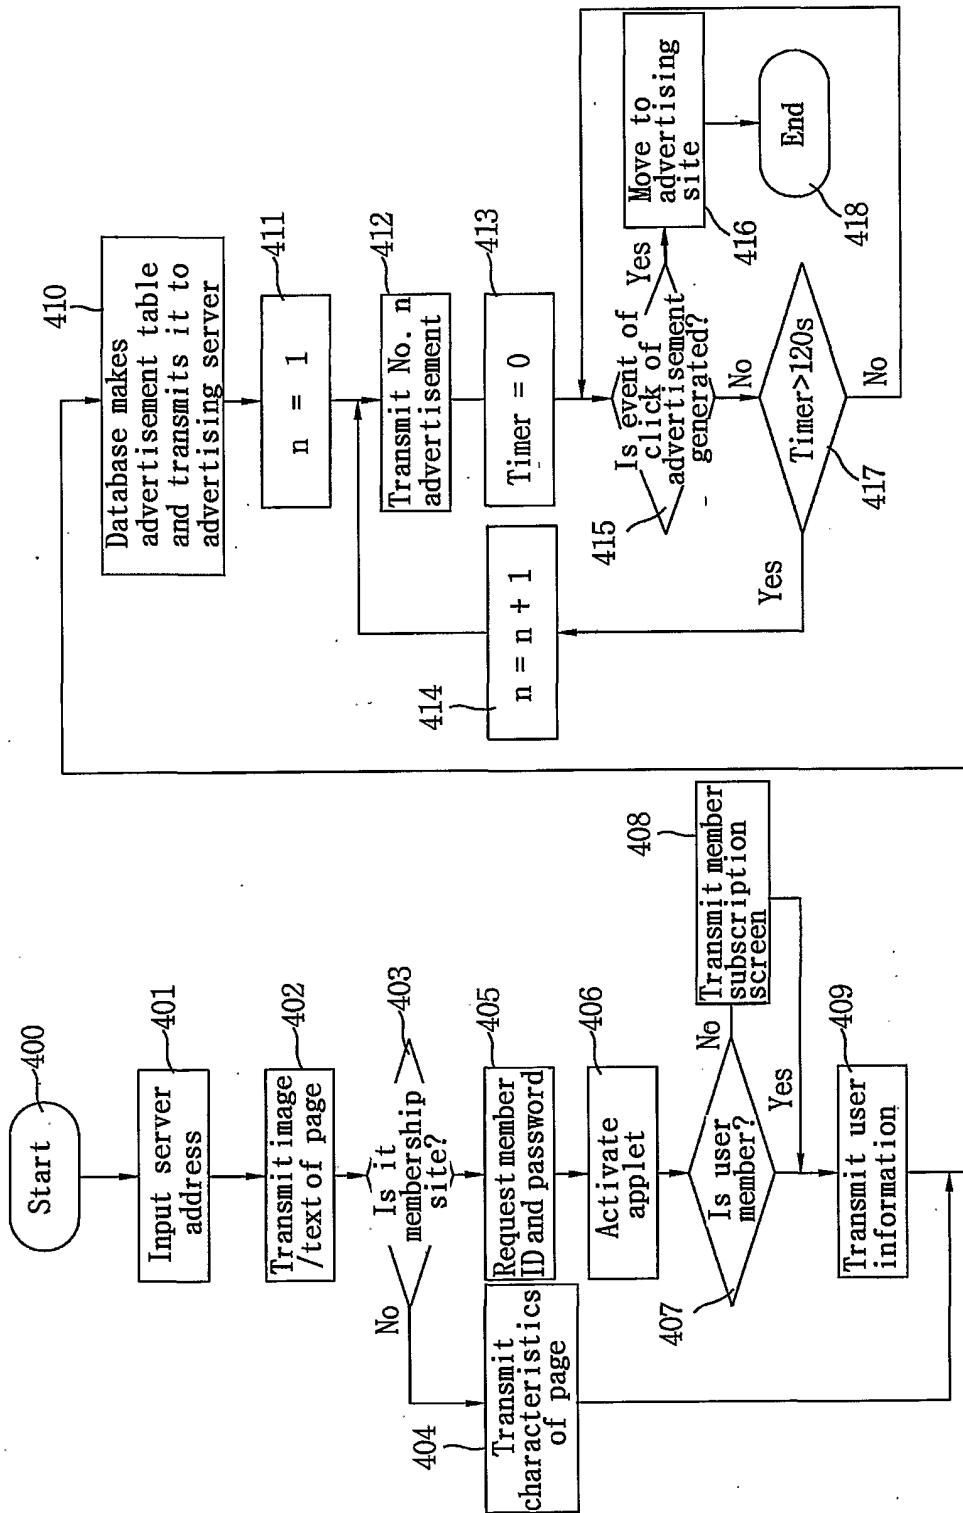 Start
400
Input server
address
401
Transmit image
/text of page
402
Is it
membership
site?
403
No
Transmit
characteristics
of page
404
Request member
ID and password
405
Activate
applet
406
Is user
member?
407
No
Yes
Transmit member
subscription
screen
408
Transmit user
information
409
Database makes
advertisement table
and transmits it to
advertising server
410
n = 1
411
Transmit No. n
advertisement
412
Timer = 0
413
n = n + 1
414
Is event of
click of
advertisement
generated?
415
Yes
No
Move to
advertising
site
416
Timer>120s
417
Yes
No
End
418